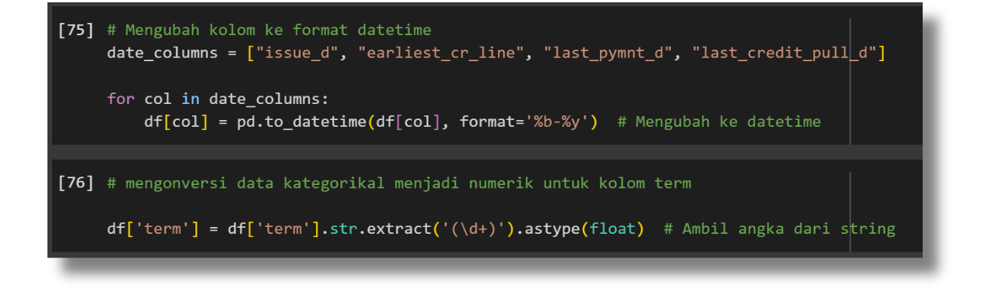 [75] # Mengubah kolom ke format datetime
date_columns = ["issue_d", "earliest_cr_line", "last_pymnt_d", "last_credit_pull_d"]
for col in date_columns:
df[col] = pd.to_datetime(df[col], format='%b-%y')  # Mengubah ke datetime
[76] # mengonversi data kategorikal menjadi numerik untuk kolom term
df['term'] = df['term'].str.extract('(\d+)').astype(float)  # Ambil angka dari string